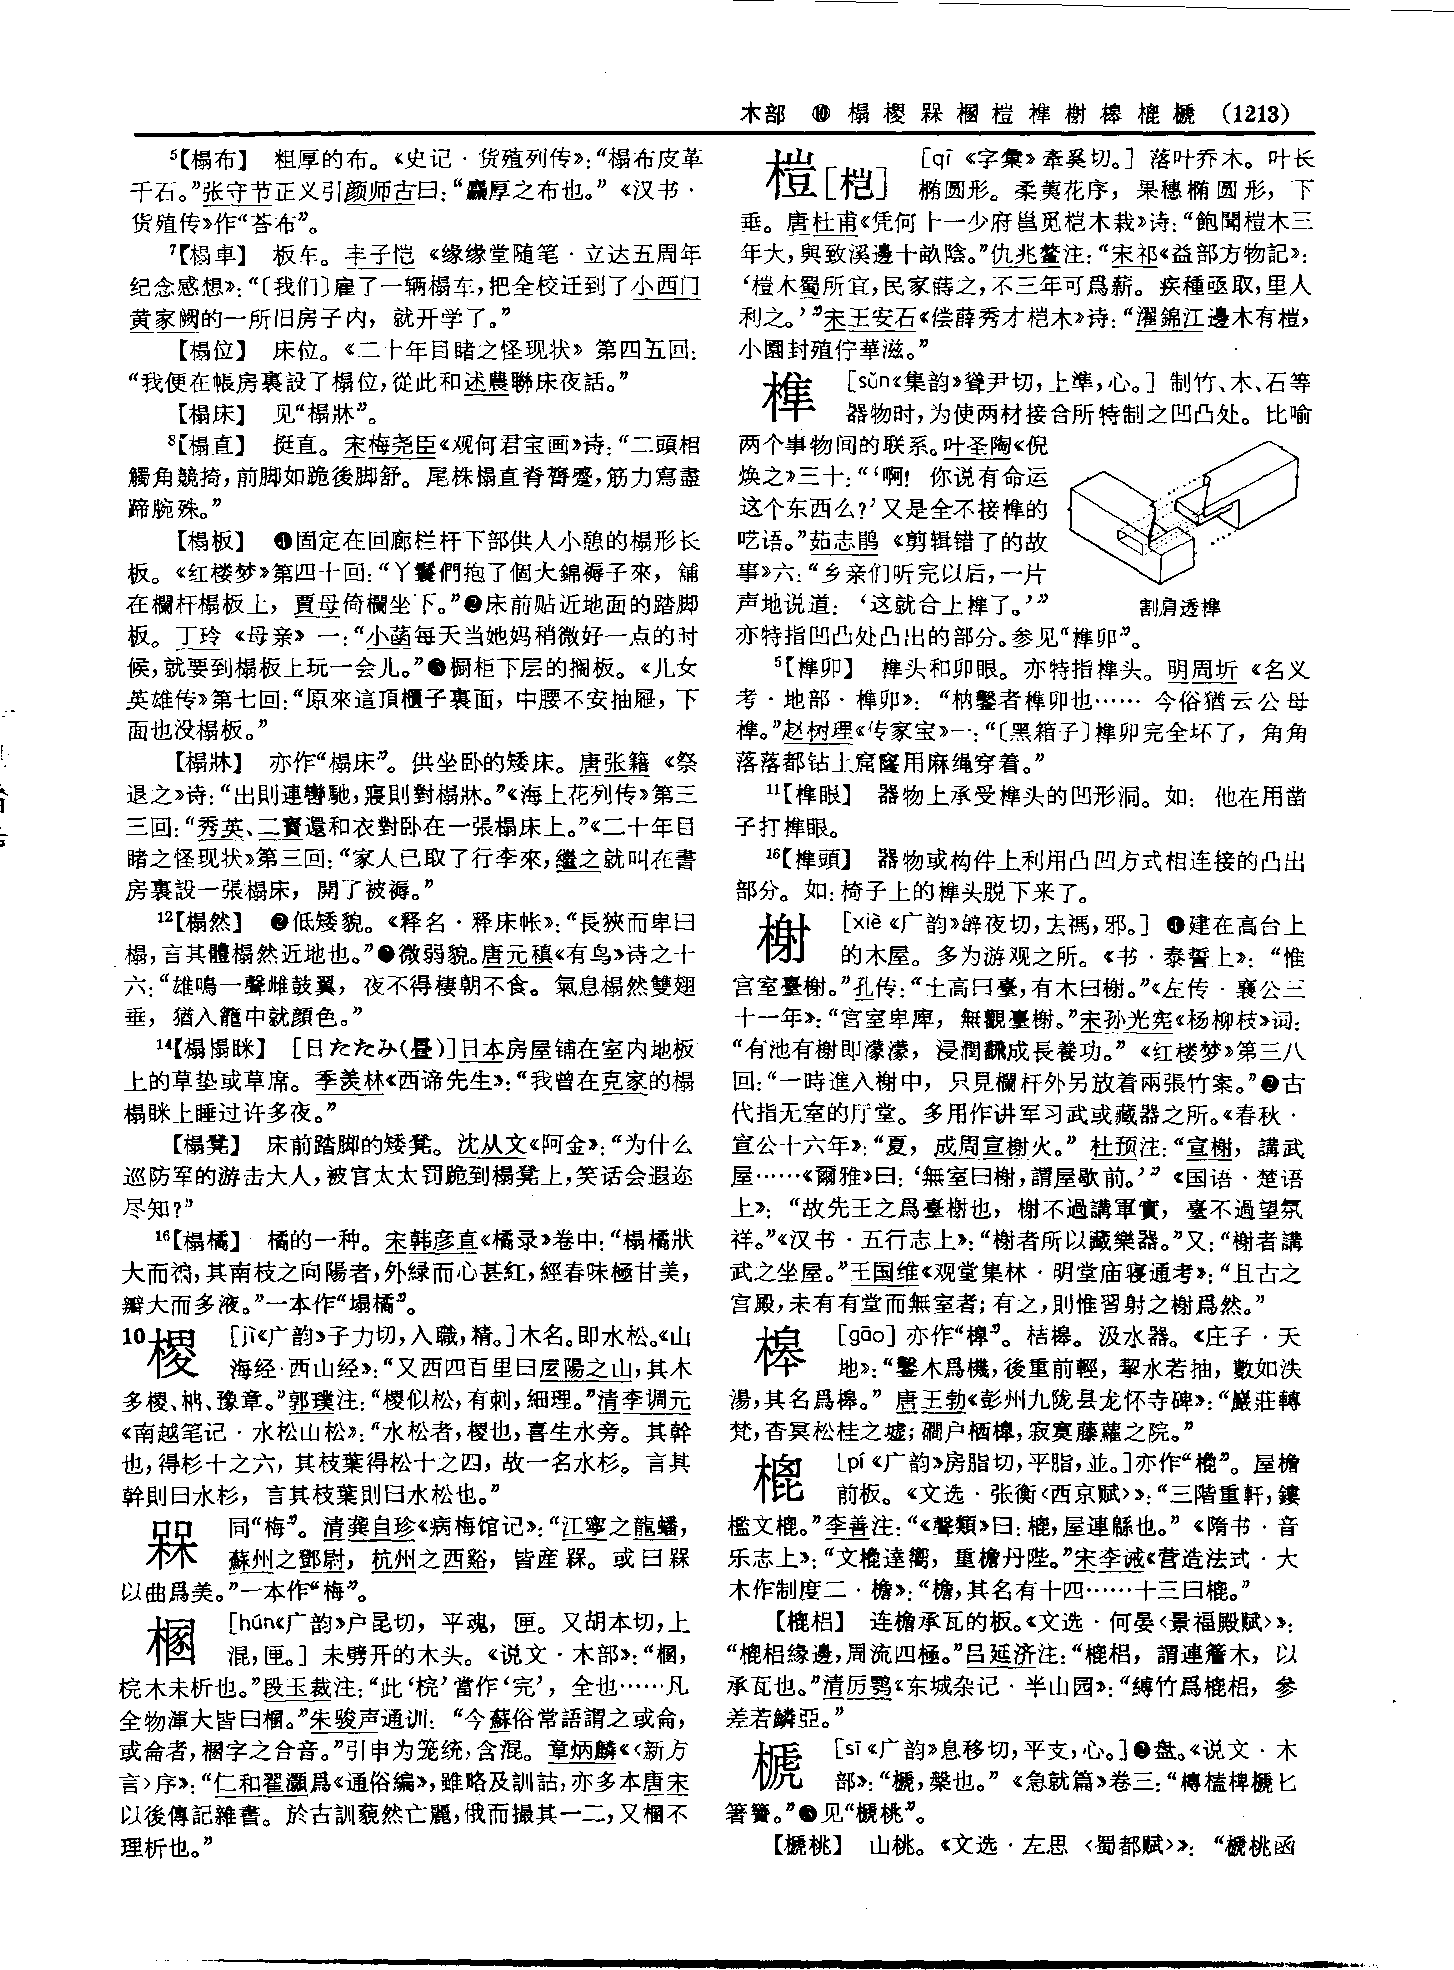 木部 ⑩ 榻 楖 槑 棞 榿 榫 榭 槔 槐 榹 (1213)
⁵【榻布】 粗厚的布。《史记·货殖列传》:“榻布皮革
千石。”张守节正义引颜师古曰:“麤厚之布也。”《汉书·
货殖传》作“荅布”。
⁷【榻車】 板车。丰子恺《缘缘堂随笔·立达五周年
纪念感想》:“〔我们〕雇了一辆榻车,把全校迁到了小西门
黄家阙的一所旧房子内，就开学了。”
【榻位】 床位。《二十年目睹之怪现状》第四五回:
“我便在帳房裏設了榻位,從此和述農聯床夜話。”
【榻床】 见“榻牀”。
⁸【榻直】 挺直。宋梅尧臣《观何君宝画》诗:“二頭相
觸角競掎,前脚如跪後脚舒。尾株榻直脊膂蹙,筋力寫盡
蹄腕殊。”
【榻板】 ❶固定在回廊栏杆下部供人小憩的榻形长
板。《红楼梦》第四十回:“丫鬟們抱了個大錦褥子來，舖
在欄杆榻板上，賈母倚欄坐下。”❷床前贴近地面的踏脚
板。丁玲《母亲》一:“小菡每天当她妈稍微好一点的时
候,就要到榻板上玩一会儿。”❸橱柜下层的搁板。《儿女
英雄传》第七回:“原來這頂櫃子裏面，中腰不安抽屜，下
面也没榻板。”
【榻牀】 亦作“榻床”。供坐卧的矮床。唐张籍《祭
退之》诗:“出則連轡馳,寢則對榻牀。”《海上花列传》第三
三回:“秀英、二寶還和衣對卧在一張榻床上。”《二十年目
睹之怪现状》第三回:“家人已取了行李來,繼之就叫在書
房裏設一張榻床，開了被褥。”
¹²【榻然】 ❷低矮貌。《释名·释床帐》:“長狹而卑曰
榻,言其體榻然近地也。”❷微弱貌。唐元稹《有鸟》诗之十
六:“雄鳴一聲雌鼓翼，夜不得棲朝不食。氣息榻然雙翅
垂，猶入籠中就顔色。”
¹⁴【榻榻眯】 [日たたみ(畳)]日本房屋铺在室内地板
上的草垫或草席。季羡林《西谛先生》:“我曾在克家的榻
榻眯上睡过许多夜。”
【榻凳】 床前踏脚的矮凳。沈从文《阿金》:“为什么
巡防军的游击大人,被官太太罚跪到榻凳上,笑话会遐迩
尽知?”
¹⁶【榻橘】 橘的一种。宋韩彦直《橘录》卷中:“榻橘狀
大而㿺,其南枝之向陽者,外緑而心甚紅,經春味極甘美，
瓣大而多液。”一本作“塌橘”。
10 㮨 [jì《广韵》子力切,入職,精。]木名。即水松。《山
海经·西山经》:“又西四百里曰㕄陽之山,其木
多㮨、柟、豫章。”郭璞注:“㮨似松,有刺,細理。”清李调元
《南越笔记·水松山松》:“水松者,㮨也,喜生水旁。其幹
也,得杉十之六，其枝葉得松十之四，故一名水杉。言其
幹則曰水杉，言其枝葉則曰水松也。”
槑 同“梅”。清龚自珍《病梅馆记》:“江寧之龍蟠，
蘇州之鄧尉，杭州之西谿，皆産槑。或曰槑
以曲爲美。”一本作“梅”。
㮯 [hún《广韵》户昆切，平魂，匣。又胡本切,上
混,匣。] 未劈开的木头。《说文·木部》:“㮯，
梡木未析也。”段玉裁注:“此‘梡’當作‘完’，全也……凡
全物渾大皆曰㮯。”朱骏声通训:“今蘇俗常語謂之或侖，
或侖者,㮯字之合音。”引申为笼统,含混。章炳麟《〈新方
言〉序》:“仁和翟灝爲《通俗編》,雖略及訓詁,亦多本唐宋
以後傳記雜書。於古訓藐然亡麗,俄而撮其一二,又㮯不
理析也。”
榿[桤] [qī《字彙》牽奚切。] 落叶乔木。叶长
椭圆形。柔荑花序，果穗椭圆形，下
垂。唐杜甫《凭何十一少府邕觅桤木栽》诗:“飽聞榿木三
年大,與致溪邊十畝陰。”仇兆鳌注:“宋祁《益部方物記》:
‘榿木蜀所宜,民家蒔之,不三年可爲薪。疾種亟取,里人
利之。’”宋王安石《偿薛秀才桤木》诗:“濯錦江邊木有榿，
小園封殖佇華滋。”
榫 [sǔn《集韵》聳尹切,上準,心。] 制竹、木、石等
器物时,为使两材接合所特制之凹凸处。比喻
两个事物间的联系。叶圣陶《倪
焕之》三十:“‘啊！你说有命运
这个东西么?’又是全不接榫的
呓语。”茹志鹃《剪辑错了的故
事》六:“乡亲们听完以后,一片
声地说道：‘这就合上榫了。’”
割肩透榫
亦特指凹凸处凸出的部分。参见“榫卯”。
⁵【榫卯】 榫头和卯眼。亦特指榫头。明周圻《名义
考·地部·榫卯》:“枘鑿者榫卯也……今俗猶云公母
榫。”赵树理《传家宝》一:“〔黑箱子〕榫卯完全坏了，角角
落落都钻上窟窿用麻绳穿着。”
¹¹【榫眼】 器物上承受榫头的凹形洞。如：他在用凿
子打榫眼。
¹⁶【榫頭】 器物或构件上利用凸凹方式相连接的凸出
部分。如:椅子上的榫头脱下来了。
榭 [xiè《广韵》辝夜切,去禡,邪。] ❶建在高台上
的木屋。多为游观之所。《书·泰誓上》:“惟
宫室臺榭。”孔传:“土高曰臺,有木曰榭。”《左传·襄公三
十一年》:“宫室卑庳，無觀臺榭。”宋孙光宪《杨柳枝》词:
“有池有榭即濛濛，浸潤飜成長養功。”《红楼梦》第三八
回:“一時進入榭中，只見欄杆外另放着兩張竹案。”❷古
代指无室的厅堂。多用作讲军习武或藏器之所。《春秋·
宣公十六年》:“夏，成周宣榭火。”杜预注:“宣榭，講武
屋……《爾雅》曰:‘無室曰榭,謂屋歇前。’”《国语·楚语
上》:“故先王之爲臺榭也，榭不過講軍實，臺不過望氛
祥。”《汉书·五行志上》:“榭者所以藏樂器。”又:“榭者講
武之坐屋。”王国维《观堂集林·明堂庙寝通考》:“且古之
宫殿,未有有堂而無室者;有之,則惟習射之榭爲然。”
槔 [gāo] 亦作“橰”。桔槔。汲水器。《庄子·天
地》:“鑿木爲機,後重前輕，挈水若抽，數如泆
湯,其名爲槔。”唐王勃《彭州九陇县龙怀寺碑》:“巖莊轉
梵,杳冥松桂之墟;磵户栖橰,寂寞藤蘿之院。”
㮰 [pí《广韵》房脂切,平脂,並。]亦作“槐”。屋檐
前板。《文选·张衡〈西京赋〉》:“三階重軒,鏤
檻文㮰。”李善注:“《聲類》曰:㮰,屋連緜也。”《隋书·音
乐志上》:“文㮰達嚮，重檐丹陛。”宋李诫《营造法式·大
木作制度二·檐》:“檐,其名有十四……十三曰㮰。”
【㮰梠】 连檐承瓦的板。《文选·何晏〈景福殿赋〉》:
“㮰梠缘邊,周流四極。”吕延济注:“㮰梠，謂連簷木，以
承瓦也。”清厉鹗《东城杂记·半山园》:“縛竹爲㮰梠，參
差若鱗亞。”
榹 [sī《广韵》息移切,平支,心。]❷盘。《说文·木
部》:“榹,槃也。”《急就篇》卷三:“槫榼椑榹匕
箸籫。”❸见“榹桃”。
【榹桃】 山桃。《文选·左思〈蜀都赋〉》:“榹桃函